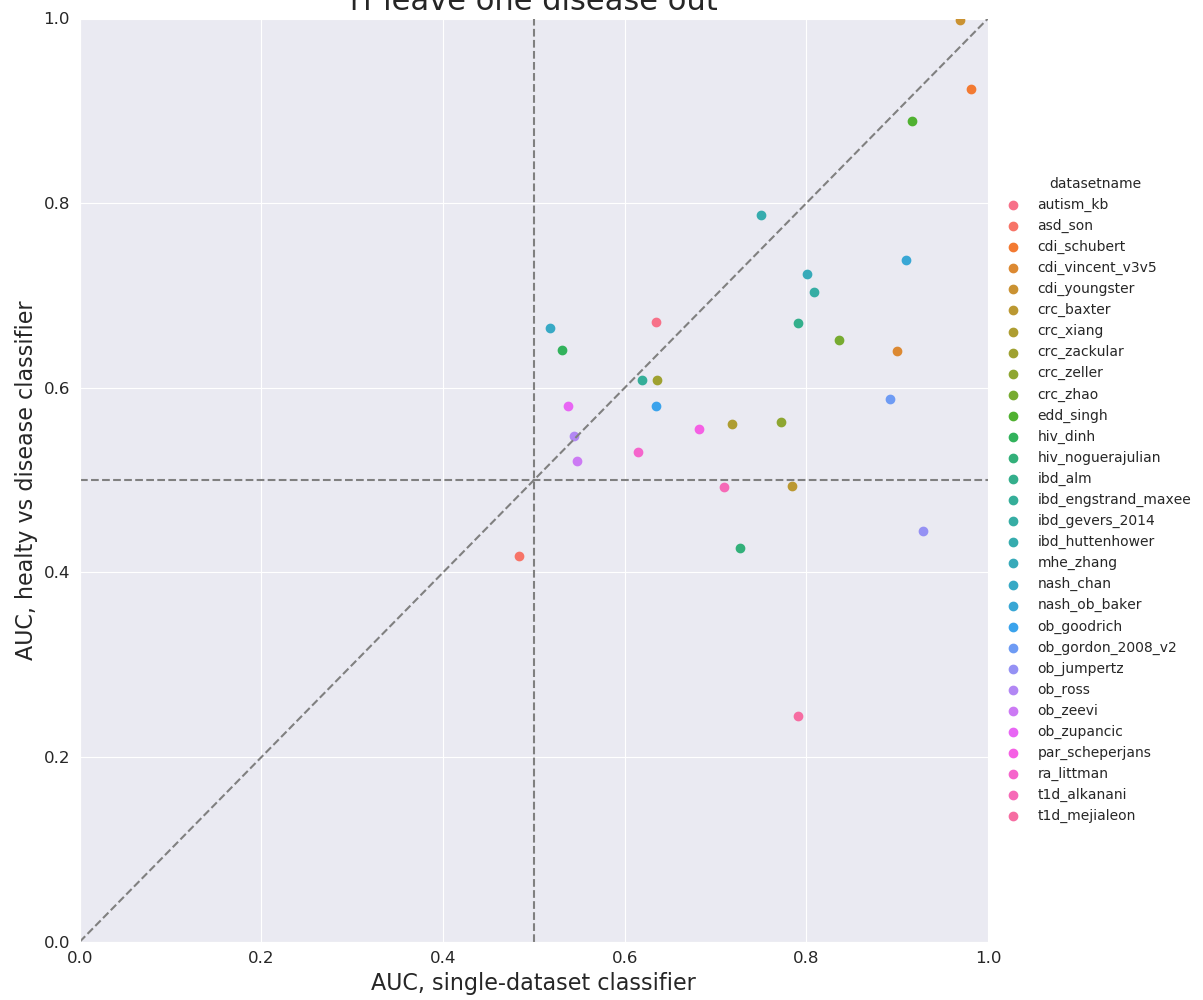 leave one disease out
1.0
0.8
0.6
0.4
0.2
0.0
AUC, healty vs disease classifier
0.0 0.2 0.4 0.6 0.8 1.0
AUC, single-dataset classifier
datasetname
autism_kb
asd_son
cdi_schubert
cdi_vincent_v3v5
cdi_youngster
crc_baxter
crc_xiang
crc_zackular
crc_zeller
crc_zhao
edd_singh
hiv_dinh
hiv_noguerajulian
ibd_alm
ibd_engstrand_maxee
ibd_gevers_2014
ibd_huttenhower
mhe_zhang
nash_chan
nash_ob_baker
ob_goodrich
ob_gordon_2008_v2
ob_jumpertz
ob_ross
ob_zeevi
ob_zupancic
par_scheperjans
ra_littman
t1d_alkanani
t1d_mejialeon